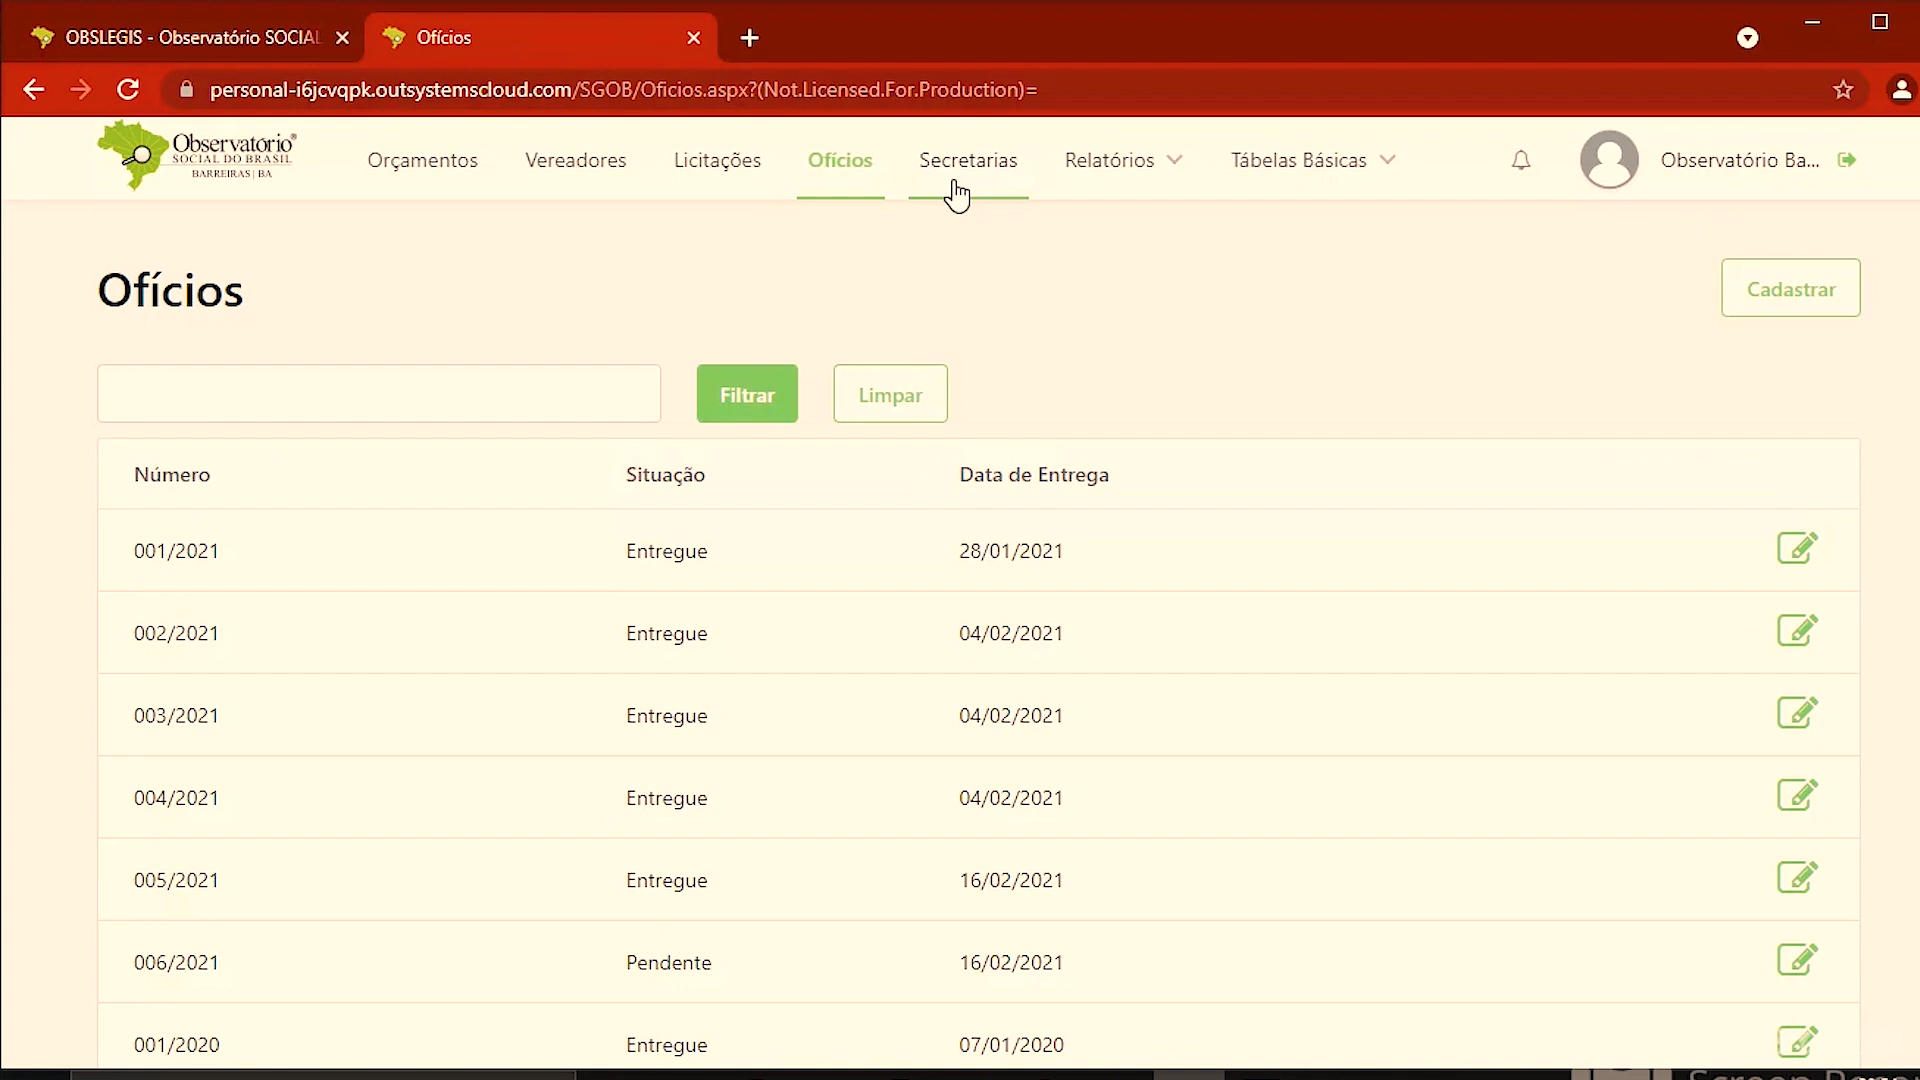 OBSLEGIS - Observatório SOCIAL
Ofícios
personal-i6jcvqpk.outsystemscloud.com/SGOB/Oficios.aspx?(Not.Licensed.For.Production)=
Observatório®
SOCIAL DO BRASIL
BARREIRAS | BA
Orçamentos
Vereadores
Licitações
Ofícios
Secretarias
Relatórios
Tábelas Básicas
Observatório Ba...
Ofícios
Cadastrar
Filtrar
Limpar
Número Situação Data de Entrega
001/2021 Entregue 28/01/2021
002/2021 Entregue 04/02/2021
003/2021 Entregue 04/02/2021
004/2021 Entregue 04/02/2021
005/2021 Entregue 16/02/2021
006/2021 Pendente 16/02/2021
001/2020 Entregue 07/01/2020